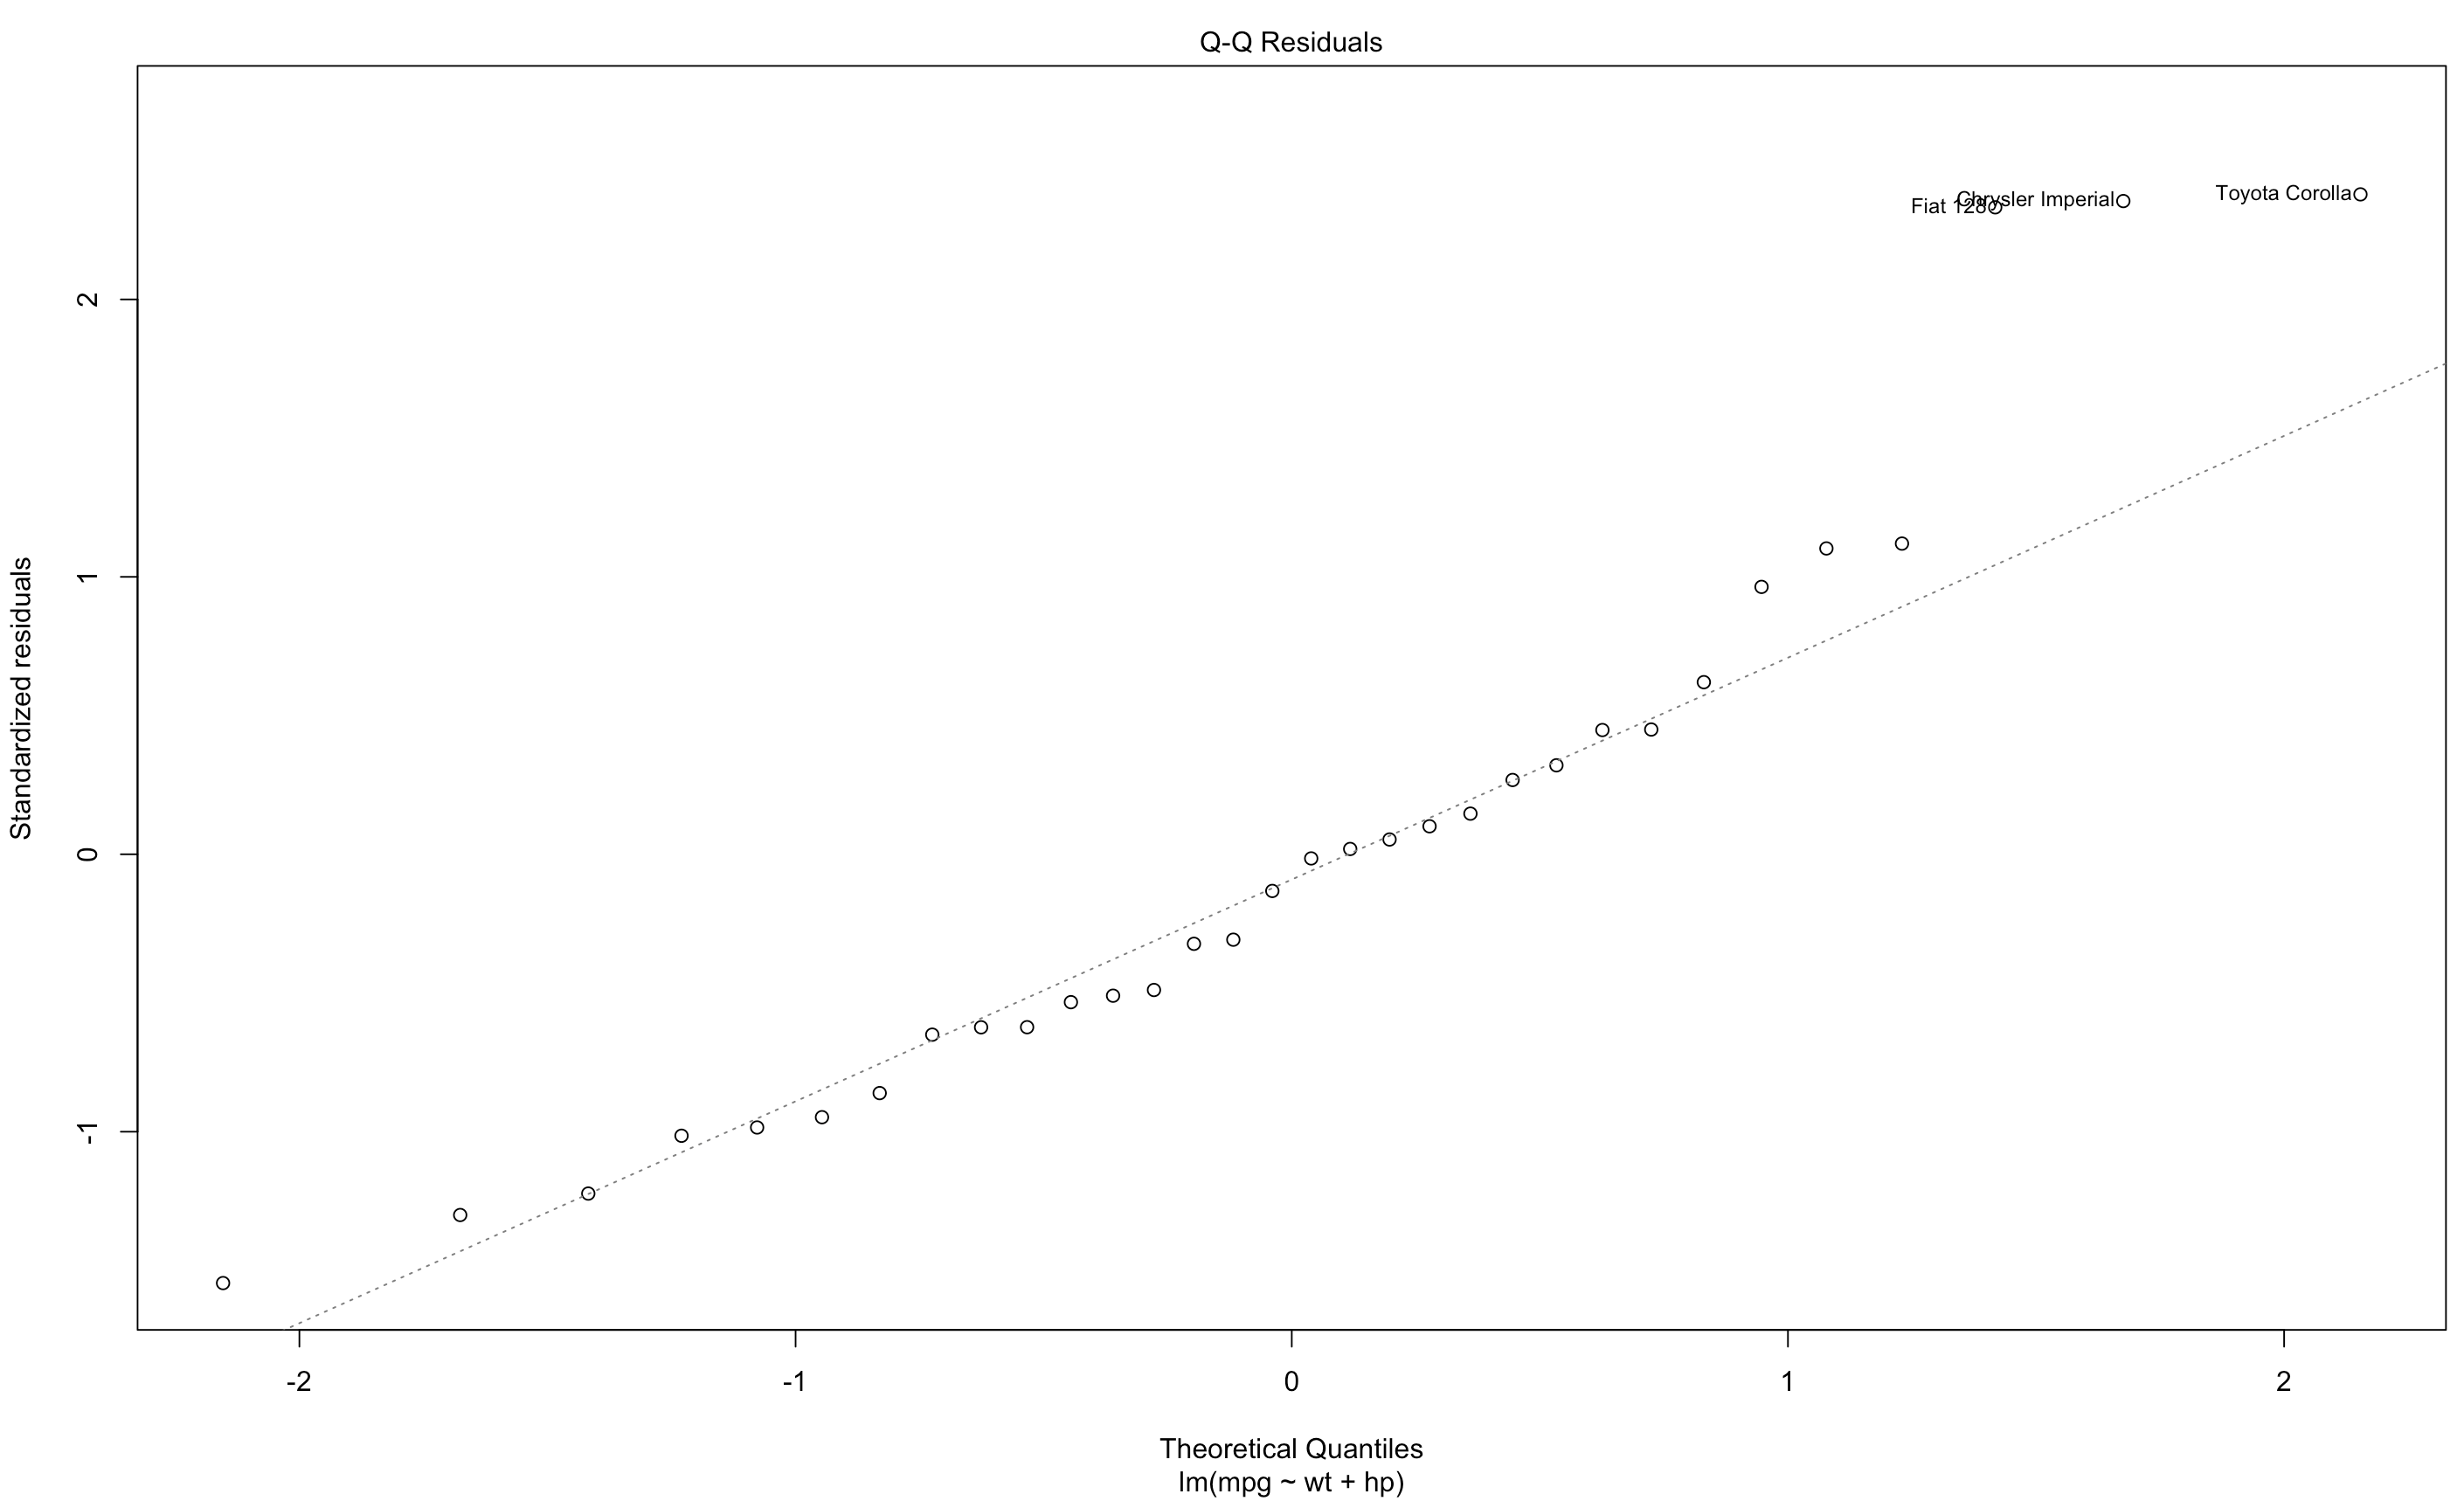 Q-Q Residuals
Toyota Corolla
Chrysler Imperial
Fiat 128
2
1
0
-1
Standardized residuals
-2 -1 0 1 2
Theoretical Quantiles
lm(mpg ~ wt + hp)